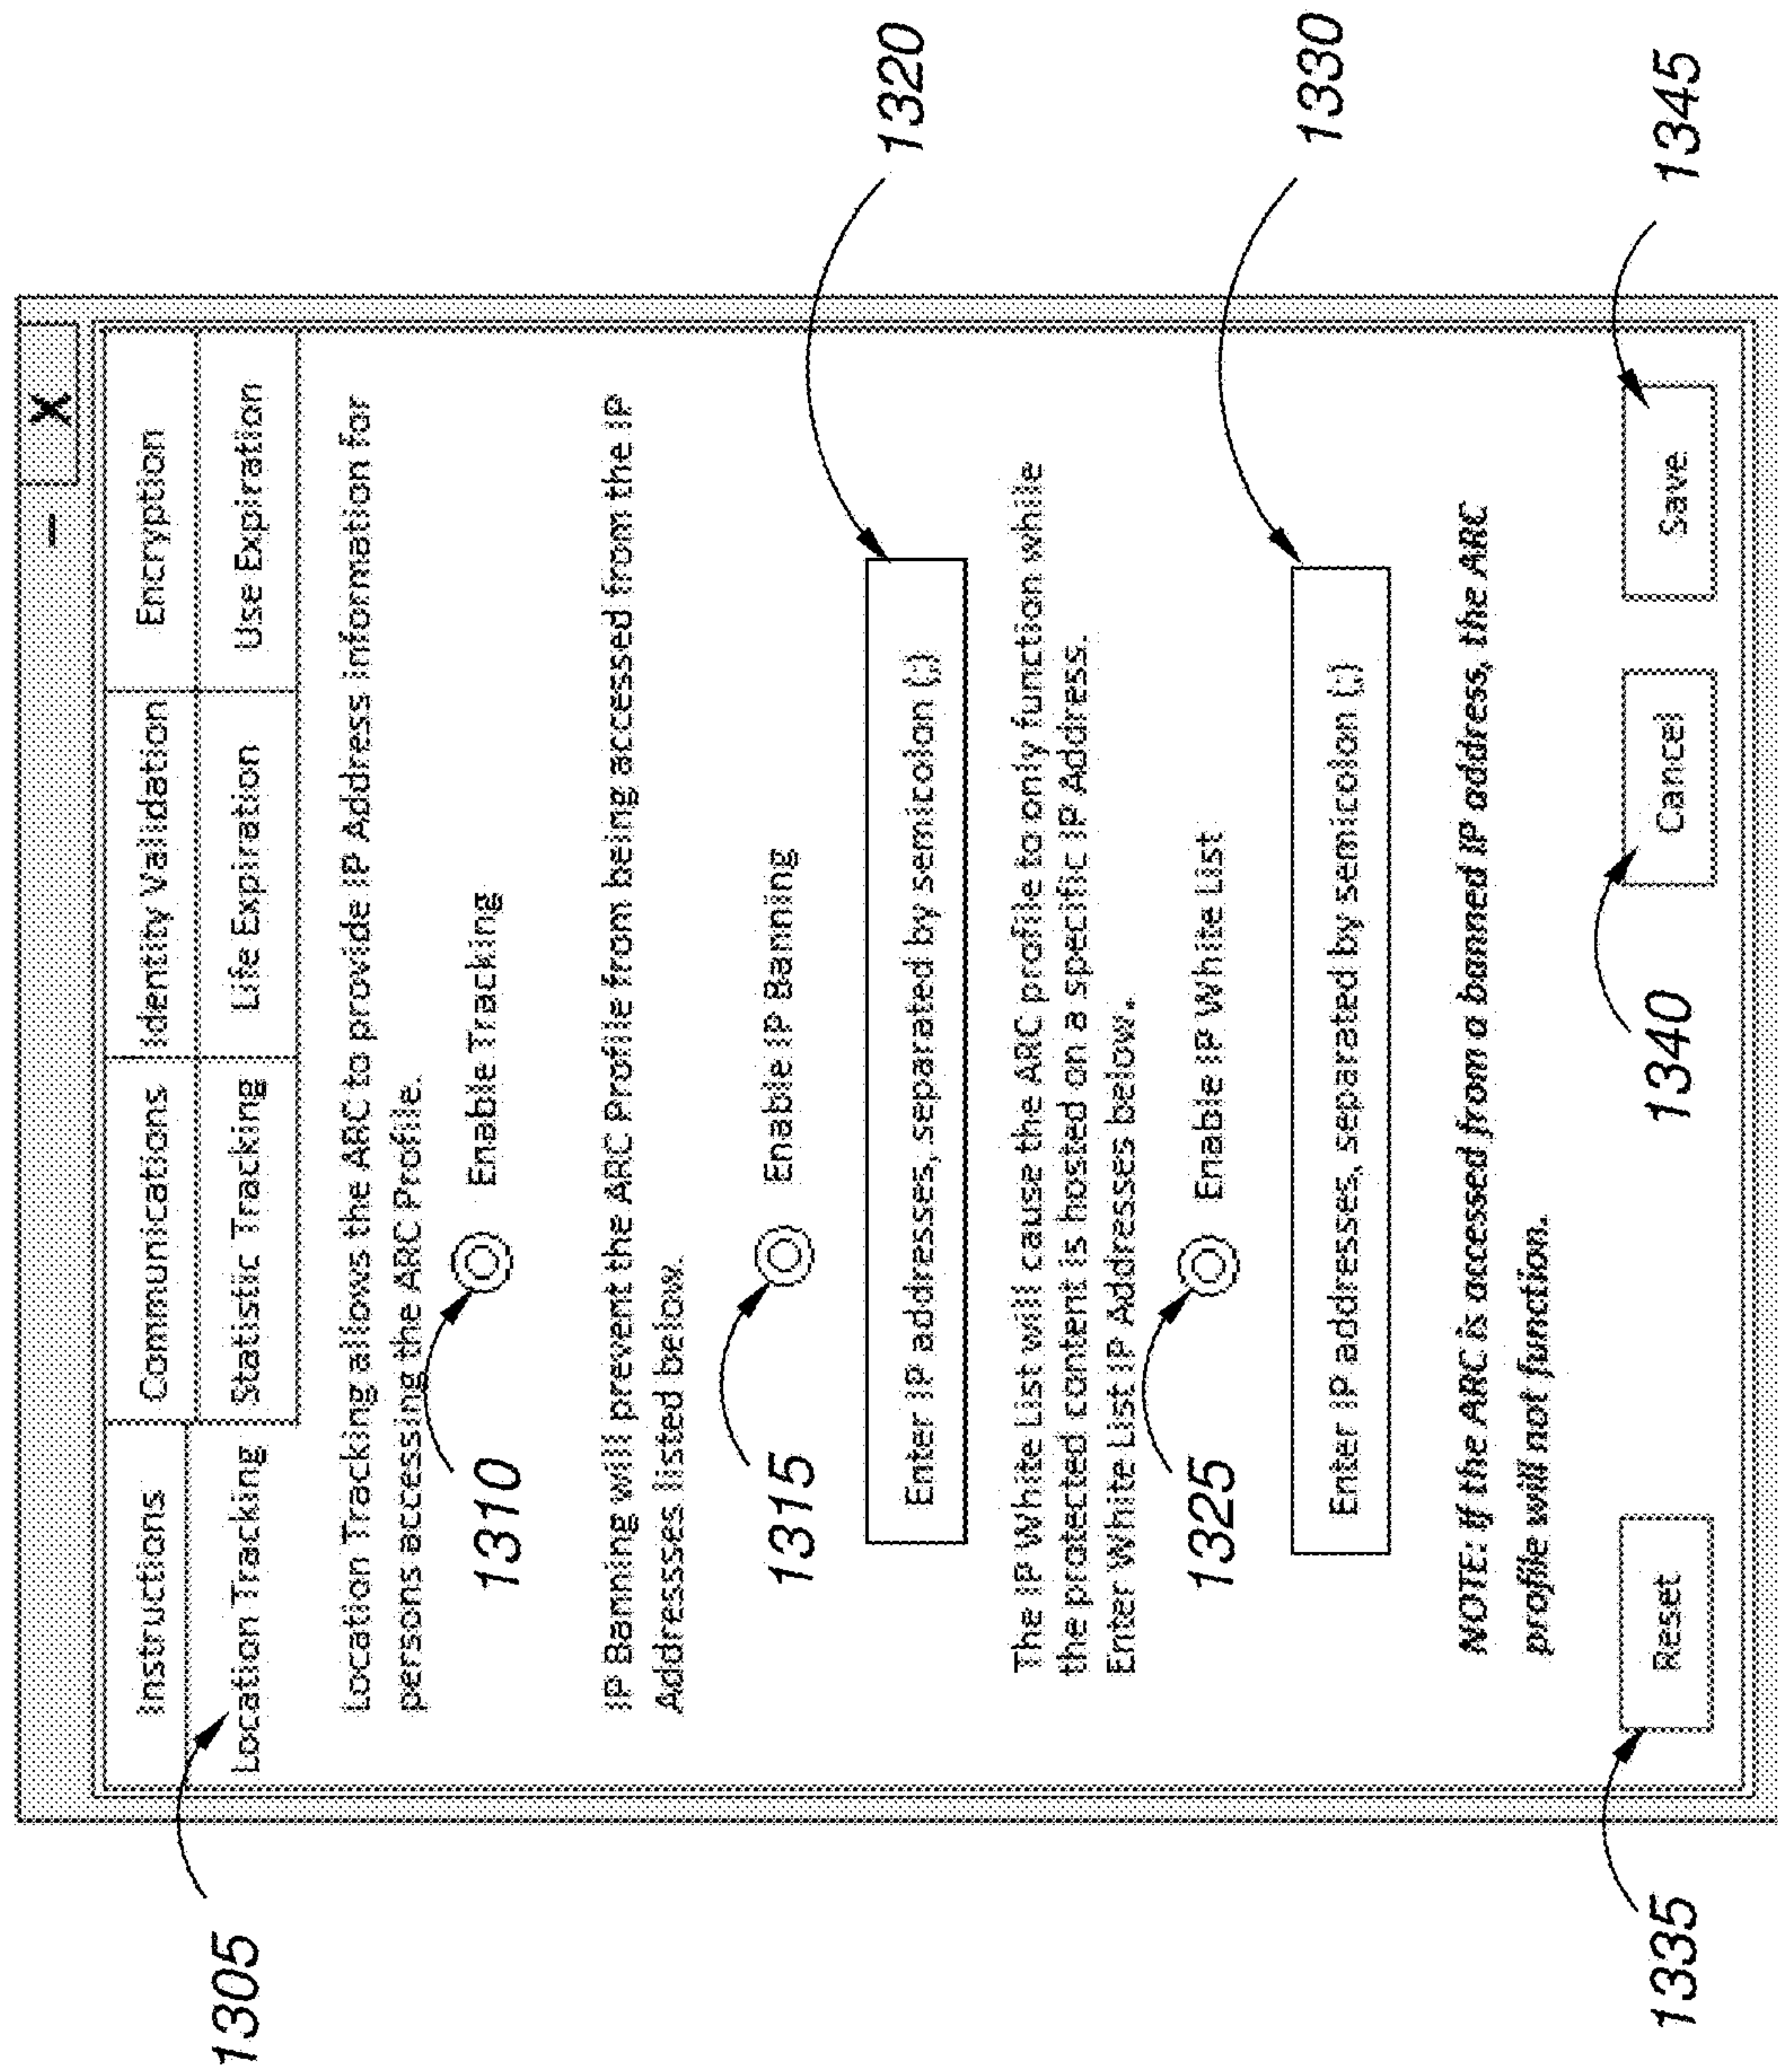 – X
Instructions Communications Identity Validation Encryption
Location Tracking Statistic Tracking Life Expiration Use Expiration
1305
Location Tracking allows the ARC to provide IP Address information for
persons accessing the ARC Profile.
1310 Enable Tracking
IP Banning will prevent the ARC Profile from being accessed from the IP
Addresses listed below.
1315 Enable IP Banning
1320
Enter IP addresses, separated by semicolon (;)
The IP White List will cause the ARC profile to only function while
the protected content is hosted on a specific IP Address.
Enter White List IP Addresses below.
1325 Enable IP White List
1330
Enter IP addresses, separated by semicolon (;)
NOTE: If the ARC is accessed from a banned IP address, the ARC
profile will not function.
1335 Reset 1340 Cancel Save 1345